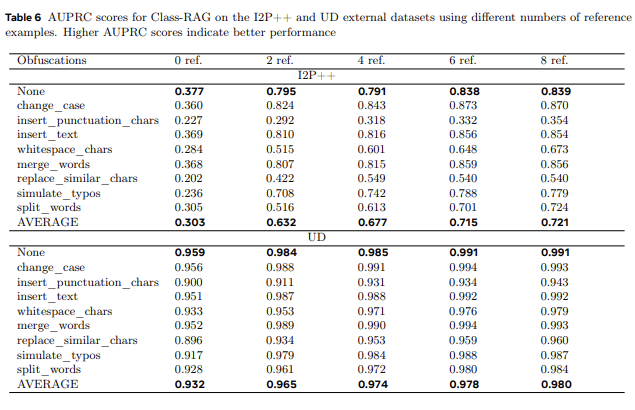 Table 6 AUPRC scores for Class-RAG on the I2P++ and UD external datasets using different numbers of reference
examples. Higher AUPRC scores indicate better performance
Obfuscations 0 ref. 2 ref. 4 ref. 6 ref. 8 ref.
I2P++
None 0.377 0.795 0.791 0.838 0.839
change_case 0.360 0.824 0.843 0.873 0.870
insert_punctuation_chars 0.227 0.292 0.318 0.332 0.354
insert_text 0.369 0.810 0.816 0.856 0.854
whitespace_chars 0.284 0.515 0.601 0.648 0.673
merge_words 0.368 0.807 0.815 0.859 0.856
replace_similar_chars 0.202 0.422 0.549 0.540 0.540
simulate_typos 0.236 0.708 0.742 0.788 0.779
split_words 0.305 0.516 0.613 0.701 0.724
AVERAGE 0.303 0.632 0.677 0.715 0.721
UD
None 0.959 0.984 0.985 0.991 0.991
change_case 0.956 0.988 0.991 0.994 0.993
insert_punctuation_chars 0.900 0.911 0.931 0.934 0.943
insert_text 0.951 0.987 0.988 0.992 0.992
whitespace_chars 0.933 0.953 0.971 0.976 0.979
merge_words 0.952 0.989 0.990 0.994 0.993
replace_similar_chars 0.896 0.934 0.953 0.959 0.960
simulate_typos 0.917 0.979 0.984 0.988 0.987
split_words 0.928 0.961 0.972 0.980 0.984
AVERAGE 0.932 0.965 0.974 0.978 0.980